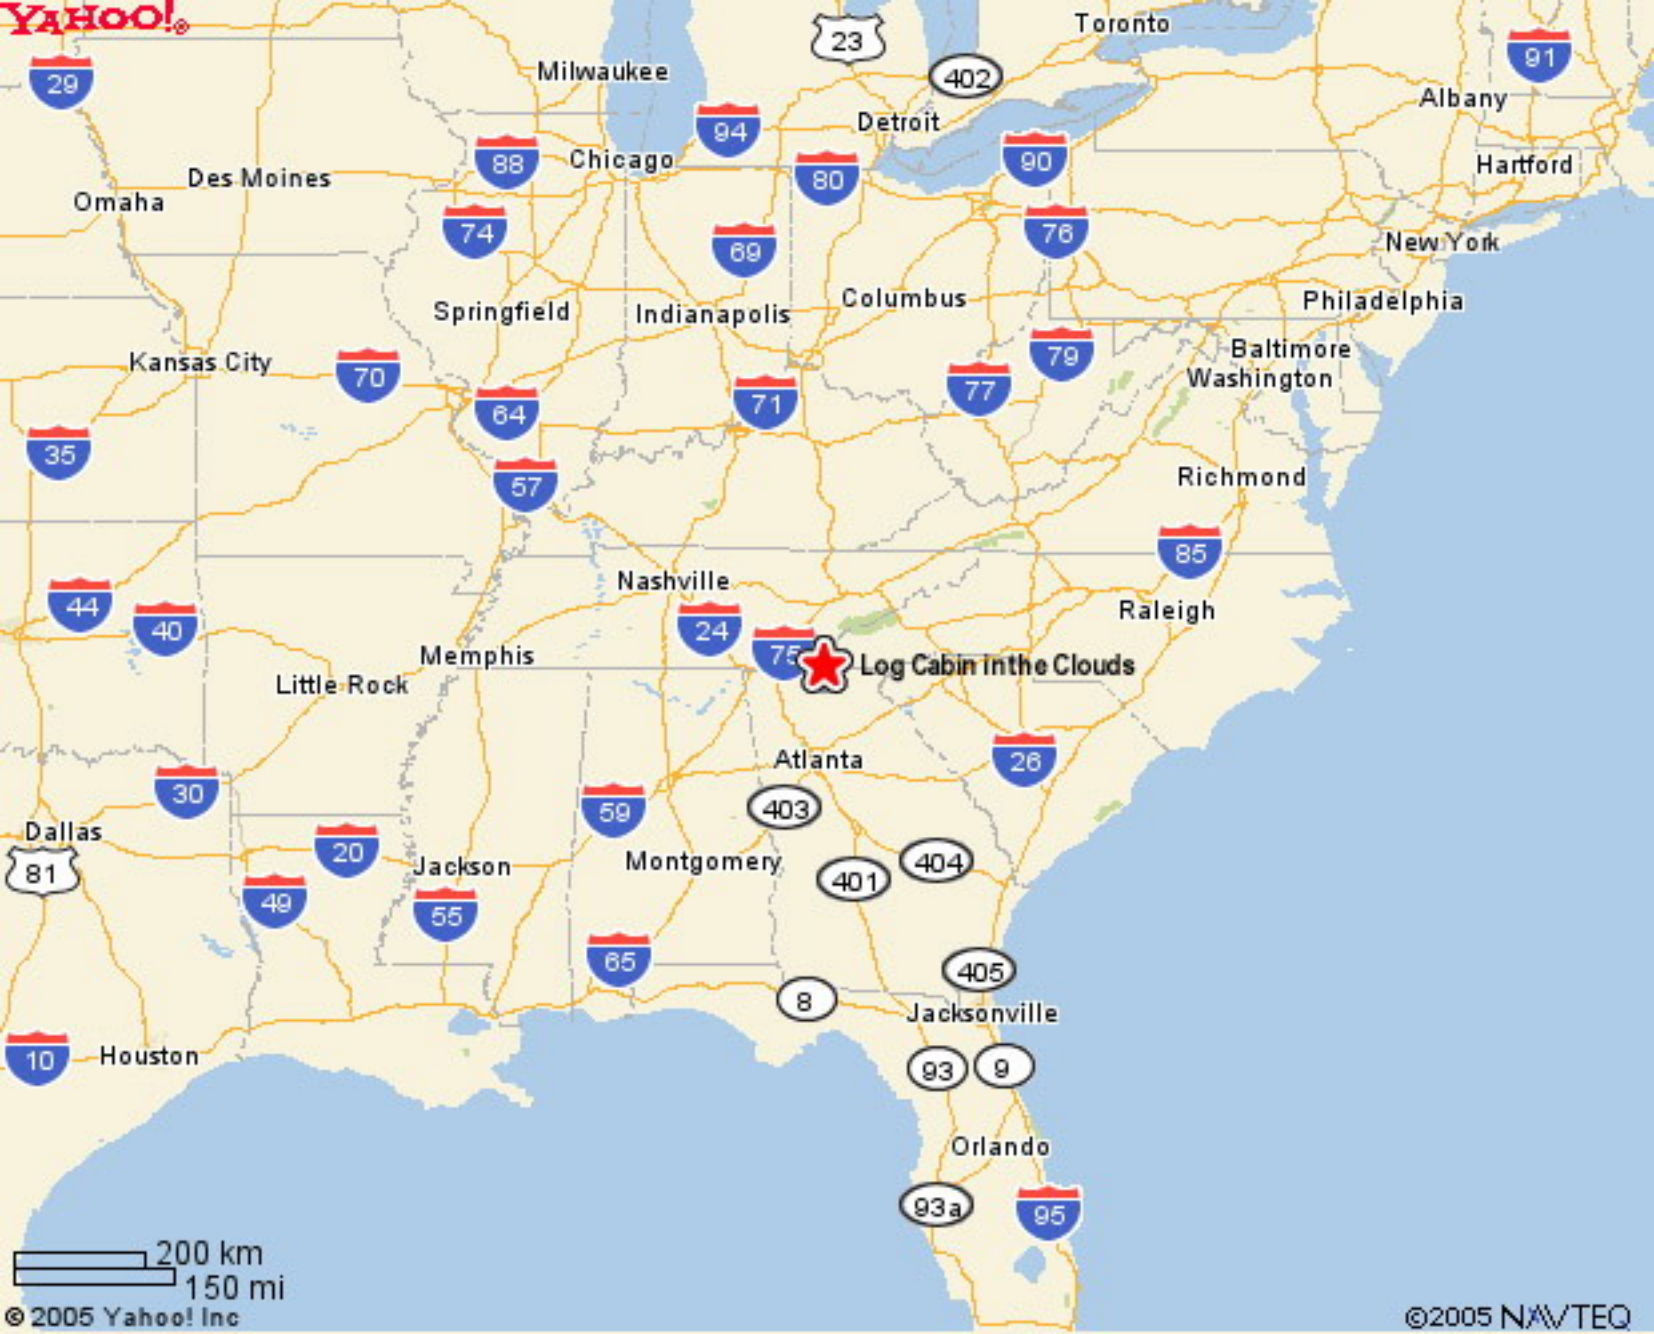 YAHOO!®
Toronto
23
91
29
Milwaukee
402
Albany
94
Detroit
88
Chicago
90
Hartford
80
Des Moines
Omaha
74
69
76
New York
Springfield
Indianapolis
Columbus
Philadelphia
Kansas City
70
79
Baltimore
77
Washington
64
71
35
57
Richmond
85
Nashville
44
40
24
Raleigh
75
Memphis
Log Cabin inthe Clouds
Little Rock
Atlanta
26
30
59
403
Dallas
20
Jackson
Montgomery
404
81
401
49
55
65
405
8
Jacksonville
10
Houston
93
9
Orlando
93a
95
200 km
150 mi
© 2005 Yahoo! Inc
©2005 NAVTEQ